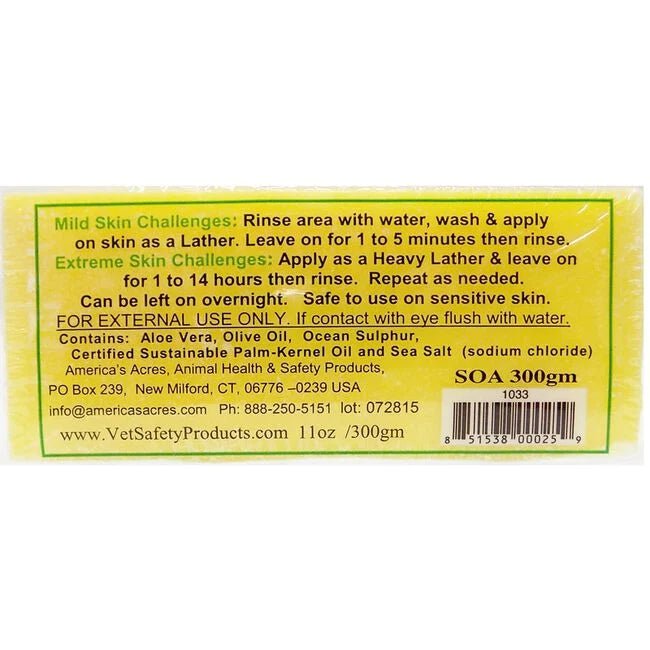 Mild Skin Challenges: Rinse area with water, wash & apply
on skin as a Lather. Leave on for 1 to 5 minutes then rinse.
Extreme Skin Challenges: Apply as a Heavy Lather & leave on
for 1 to 14 hours then rinse. Repeat as needed.
Can be left on overnight. Safe to use on sensitive skin.
FOR EXTERNAL USE ONLY. If contact with eye flush with water.
Contains: Aloe Vera, Olive Oil, Ocean Sulphur,
Certified Sustainable Palm-Kernel Oil and Sea Salt (sodium chloride)
America's Acres, Animal Health & Safety Products,
PO Box 239, New Milford, CT, 06776 –0239 USA
info@americasacres.com Ph: 888-250-5151 lot: 072815
www.VetSafetyProducts.com 11oz /300gm
SOA 300gm
1033
8 51538 00025 9